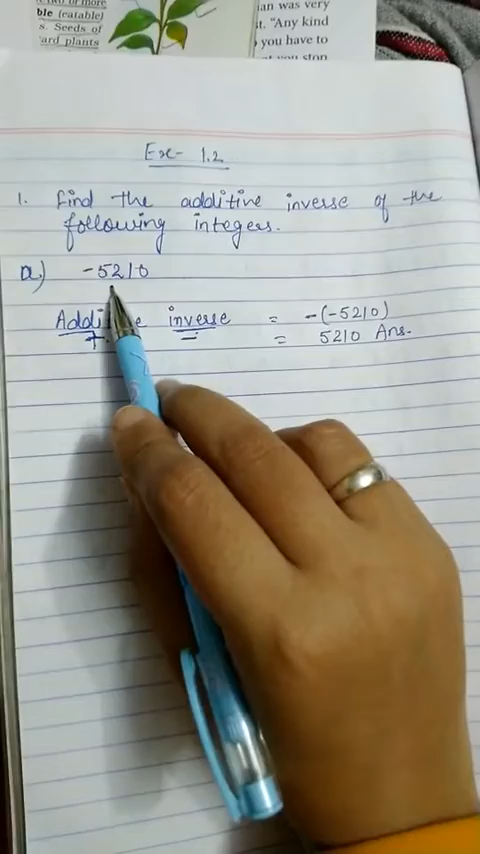 ble (eatable)
s. Seeds of
ard plants
ian was very
it. "Any kind
you have to
Ex- 1.2
1. Find the additive inverse of the
following integers.
a) -5210
inverse = -(-5210)
+ -
= 5210 Ans.